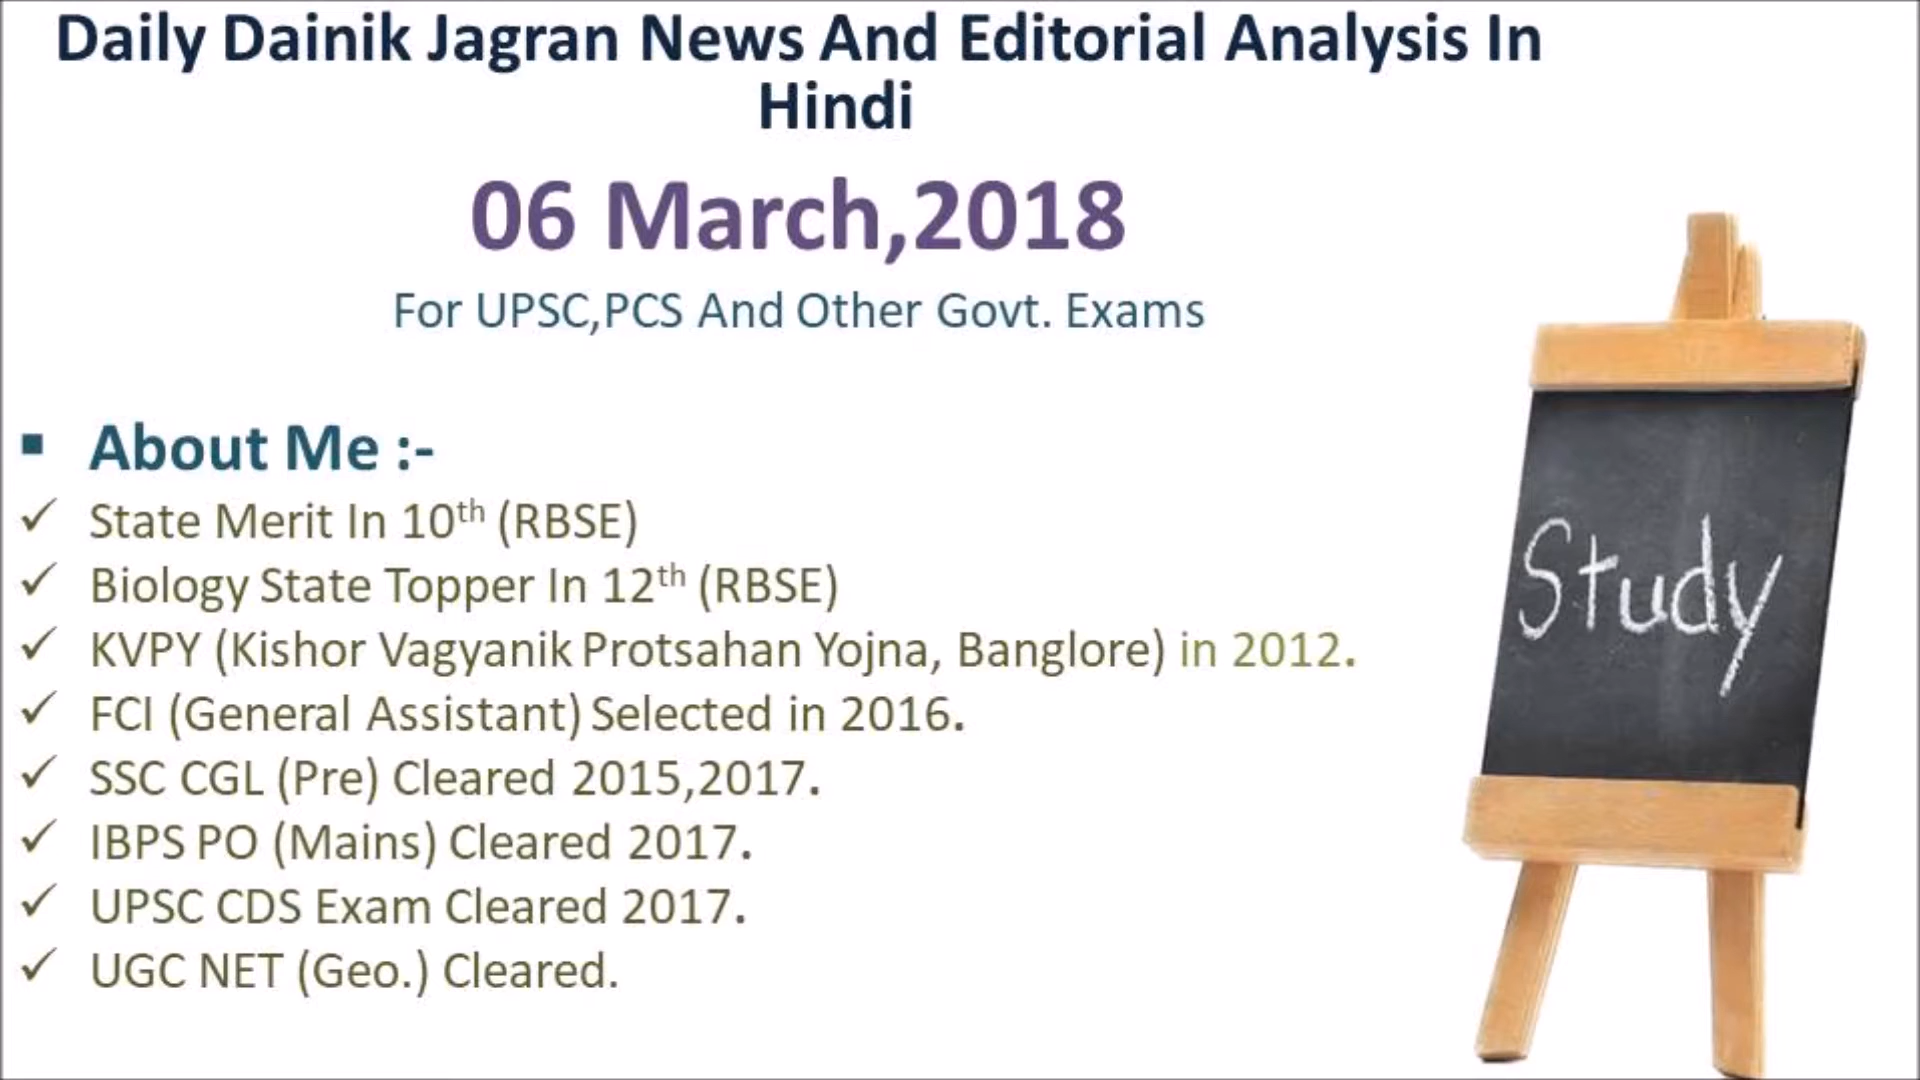 Daily Dainik Jagran News And Editorial Analysis In
Hindi
06 March,2018
For UPSC,PCS And Other Govt. Exams
▪ About Me :-
✓ State Merit In 10th (RBSE)
✓ Biology State Topper In 12th (RBSE)
✓ KVPY (Kishor Vagyanik Protsahan Yojna, Banglore) in 2012.
✓ FCI (General Assistant) Selected in 2016.
✓ SSC CGL (Pre) Cleared 2015,2017.
✓ IBPS PO (Mains) Cleared 2017.
✓ UPSC CDS Exam Cleared 2017.
✓ UGC NET (Geo.) Cleared.
Study